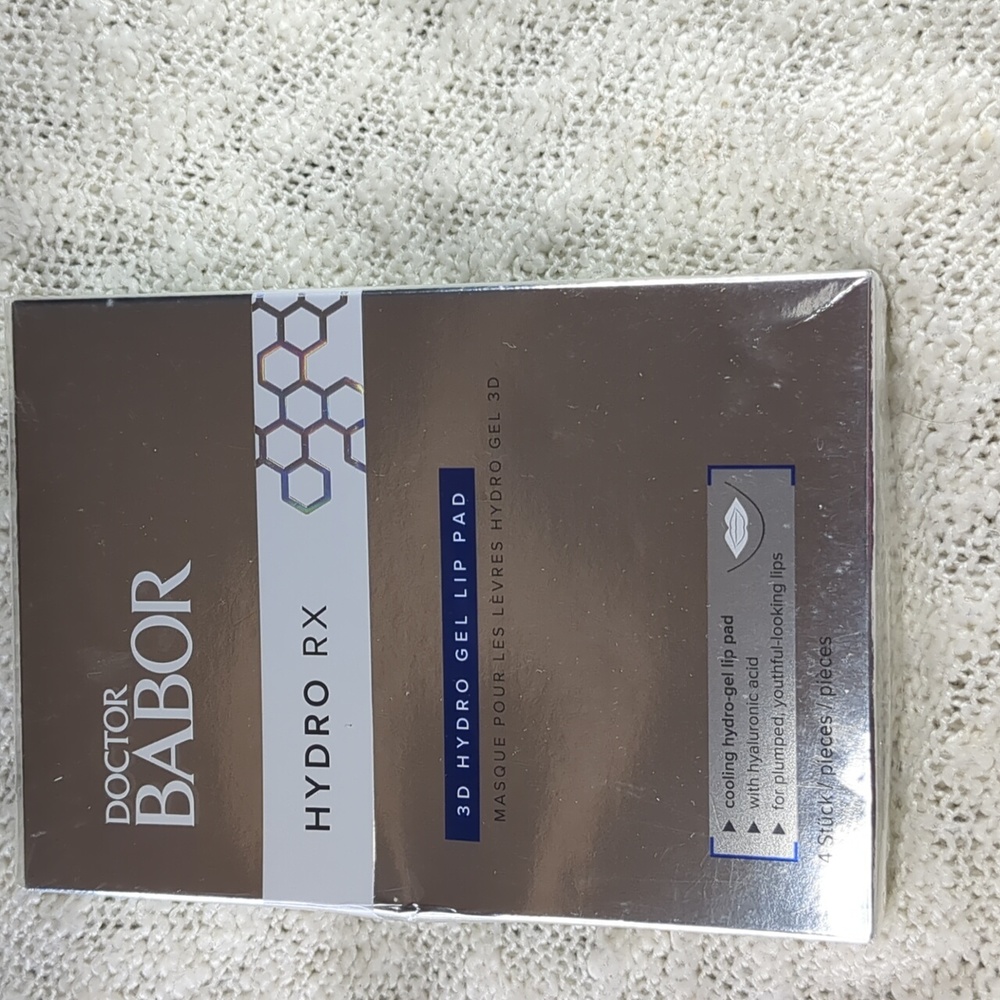 DOCTOR
BABOR
HYDRO RX
3D HYDRO GEL LIP PAD
MASQUE POUR LES LÈVRES HYDRO GEL 3D
▶ cooling hydro-gel lip pad
▶ with hyaluronic acid
▶ for plumped, youthful-looking lips
4 Stück / pieces / pièces